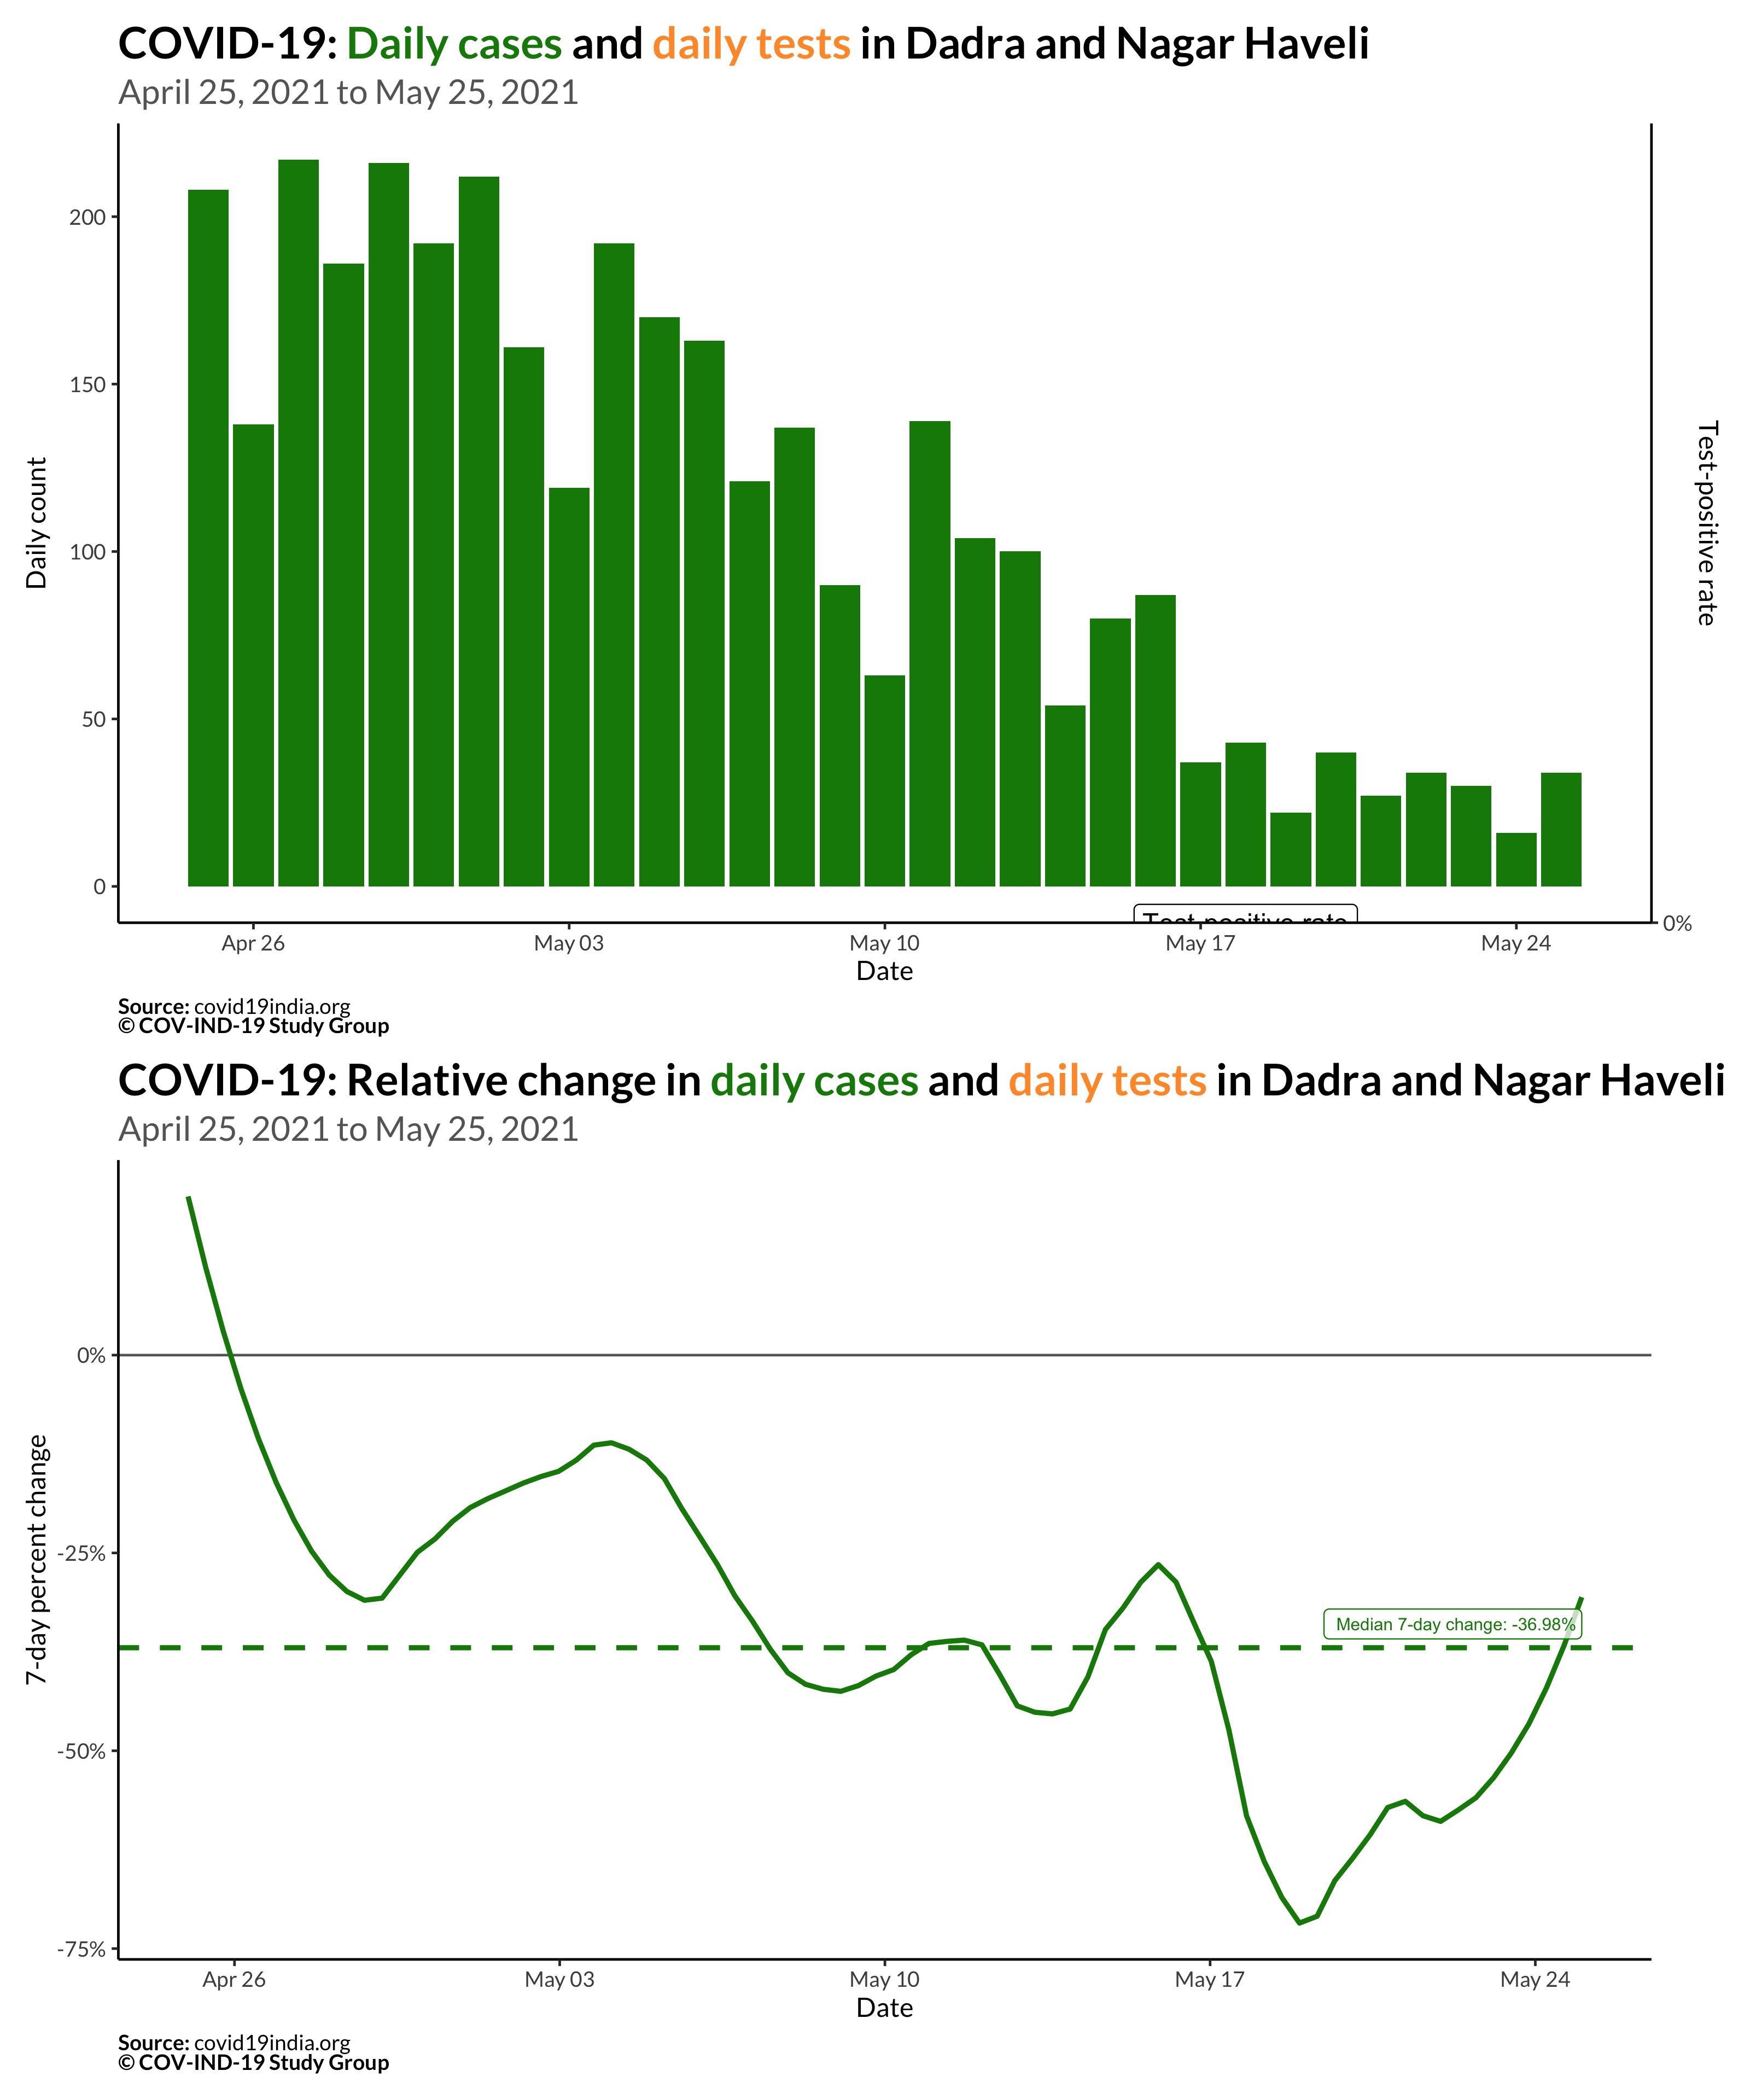 COVID-19: Daily cases and daily tests in Dadra and Nagar Haveli
April 25, 2021 to May 25, 2021
Daily count
200
150
100
50
0
Test-positive rate
Test-positive rate
0%
Apr 26
May 03
May 10
May 17
May 24
Date
Source: covid19india.org
© COV-IND-19 Study Group
COVID-19: Relative change in daily cases and daily tests in Dadra and Nagar Haveli
April 25, 2021 to May 25, 2021
7-day percent change
0%
-25%
-50%
-75%
Median 7-day change: -36.98%
Apr 26
May 03
May 10
May 17
May 24
Date
Source: covid19india.org
© COV-IND-19 Study Group